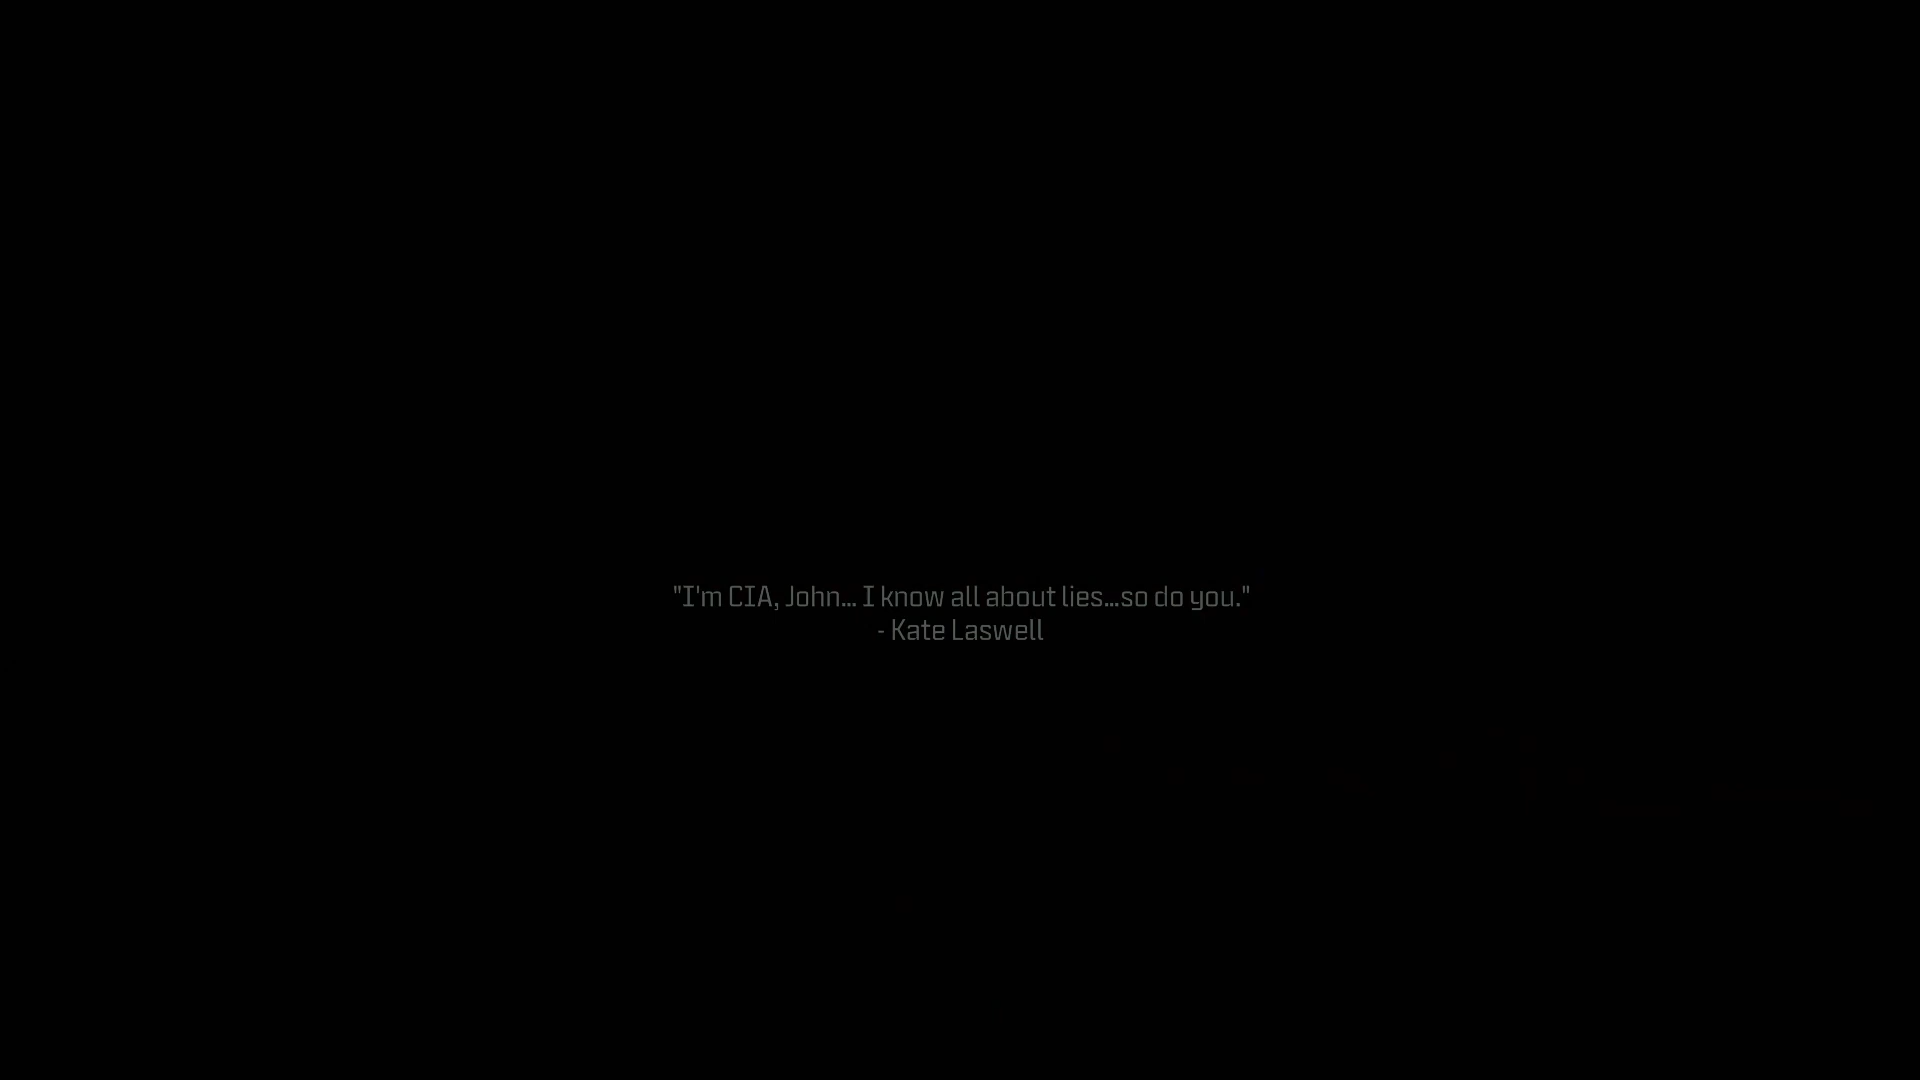 "I'm CIA, John... I know all about lies...so do you."
- Kate Laswell